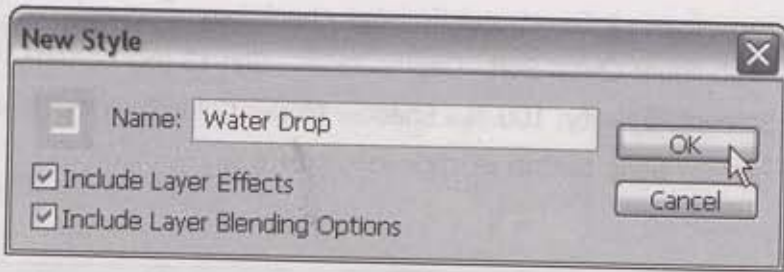 New Style
Name: Water Drop
OK
Include Layer Effects
Cancel
Include Layer Blending Options